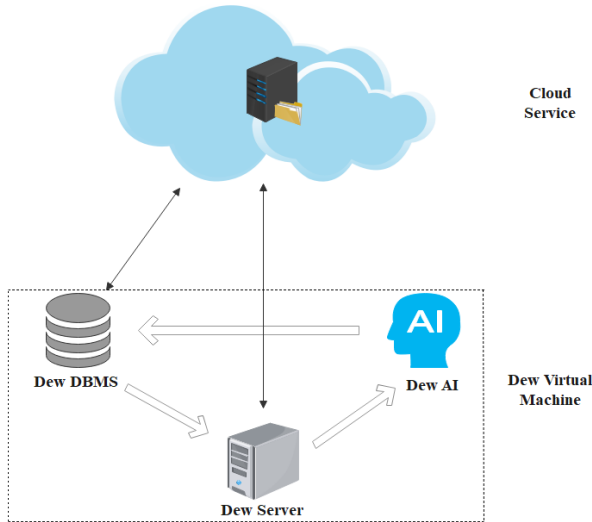 Cloud
Service
AI
Dew DBMS
Dew AI
Dew Virtual
Machine
Dew Server